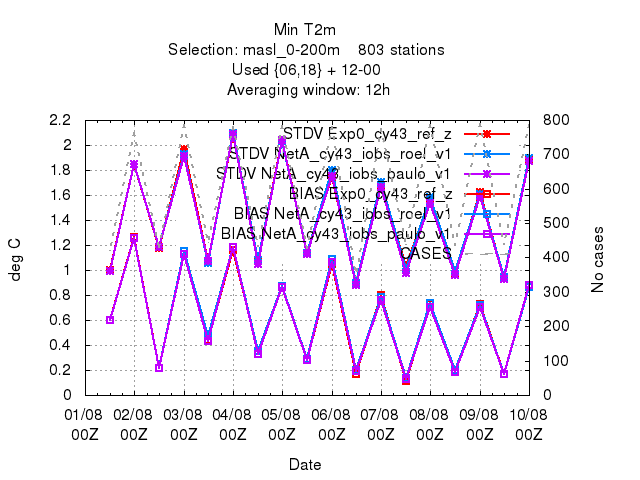 Min T2m
Selection: masl_0-200m 803 stations
Used {06,18} + 12-00
Averaging window: 12h
STDV Exp0_cy43_ref_z
STDV NetA_cy43_iobs_roel_v1
STDV NetA_cy43_iobs_paulo_v1
BIAS Exp0_cy43_ref_z
BIAS NetA_cy43_iobs_roel_v1
BIAS NetA_cy43_iobs_paulo_v1
CASES
deg C
2.2
2
1.8
1.6
1.4
1.2
1
0.8
0.6
0.4
0.2
0
800
700
600
500
400
300
200
100
0
No cases
01/08 02/08 03/08 04/08 05/08 06/08 07/08 08/08 09/08 10/08
00Z 00Z 00Z 00Z 00Z 00Z 00Z 00Z 00Z 00Z
Date